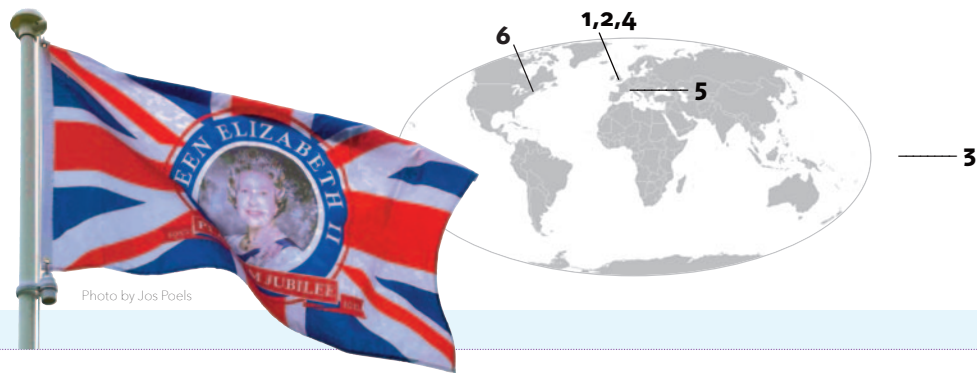 EEN ELIZABETH II
M JUBILEE
Photo by Jos Poels
6
1,2,4
5
3